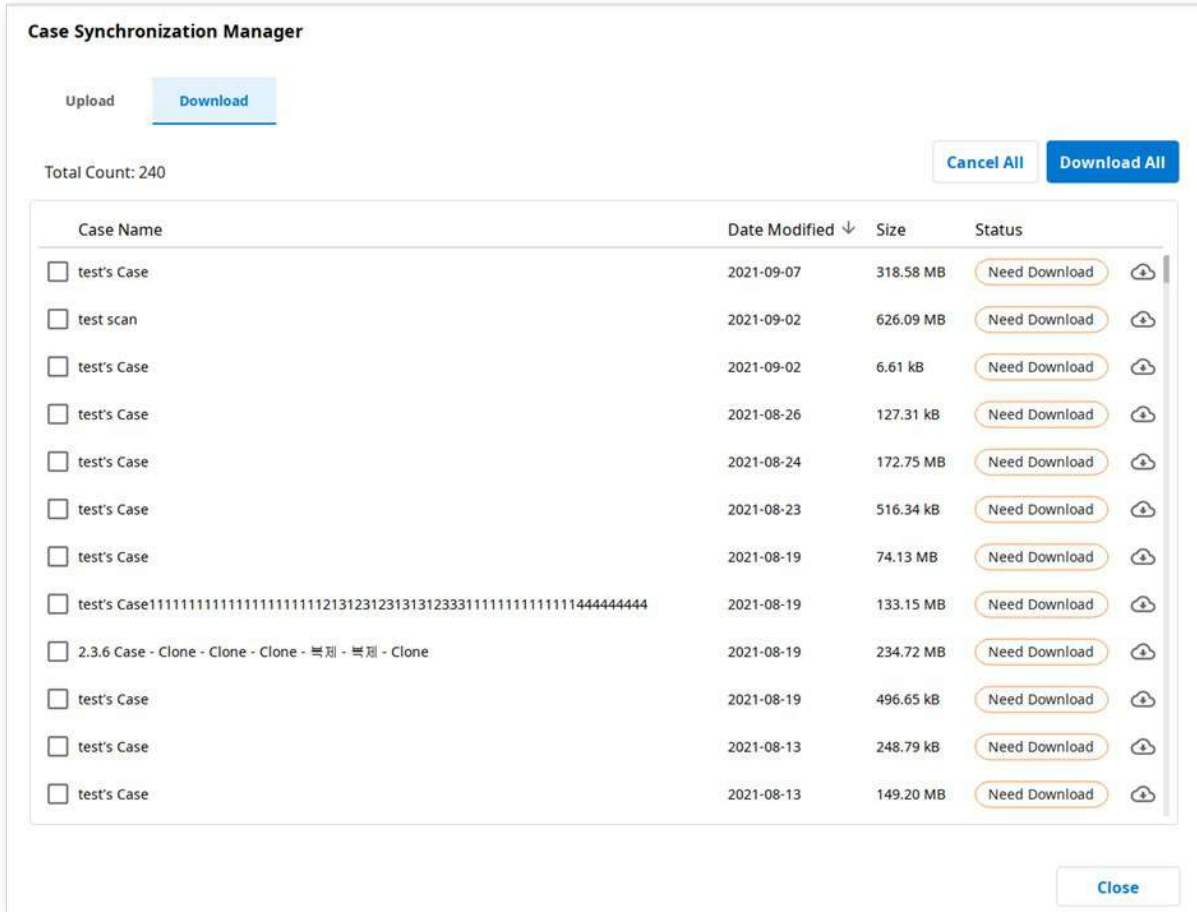 Case Synchronization Manager
Upload Download
Total Count: 240 Cancel All Download All
Case Name Date Modified Size Status
test's Case 2021-09-07 318.58 MB Need Download
test scan 2021-09-02 626.09 MB Need Download
test's Case 2021-09-02 6.61 kB Need Download
test's Case 2021-08-26 127.31 kB Need Download
test's Case 2021-08-24 172.75 MB Need Download
test's Case 2021-08-23 516.34 kB Need Download
test's Case 2021-08-19 74.13 MB Need Download
2021-08-19 133.15 MB Need Download
2.3.6 Case - Clone - Clone - Clone - 복제 - 복제 - Clone 2021-08-19 234.72 MB Need Download
test's Case 2021-08-19 496.65 kB Need Download
test's Case 2021-08-13 248.79 kB Need Download
test's Case 2021-08-13 149.20 MB Need Download
Close